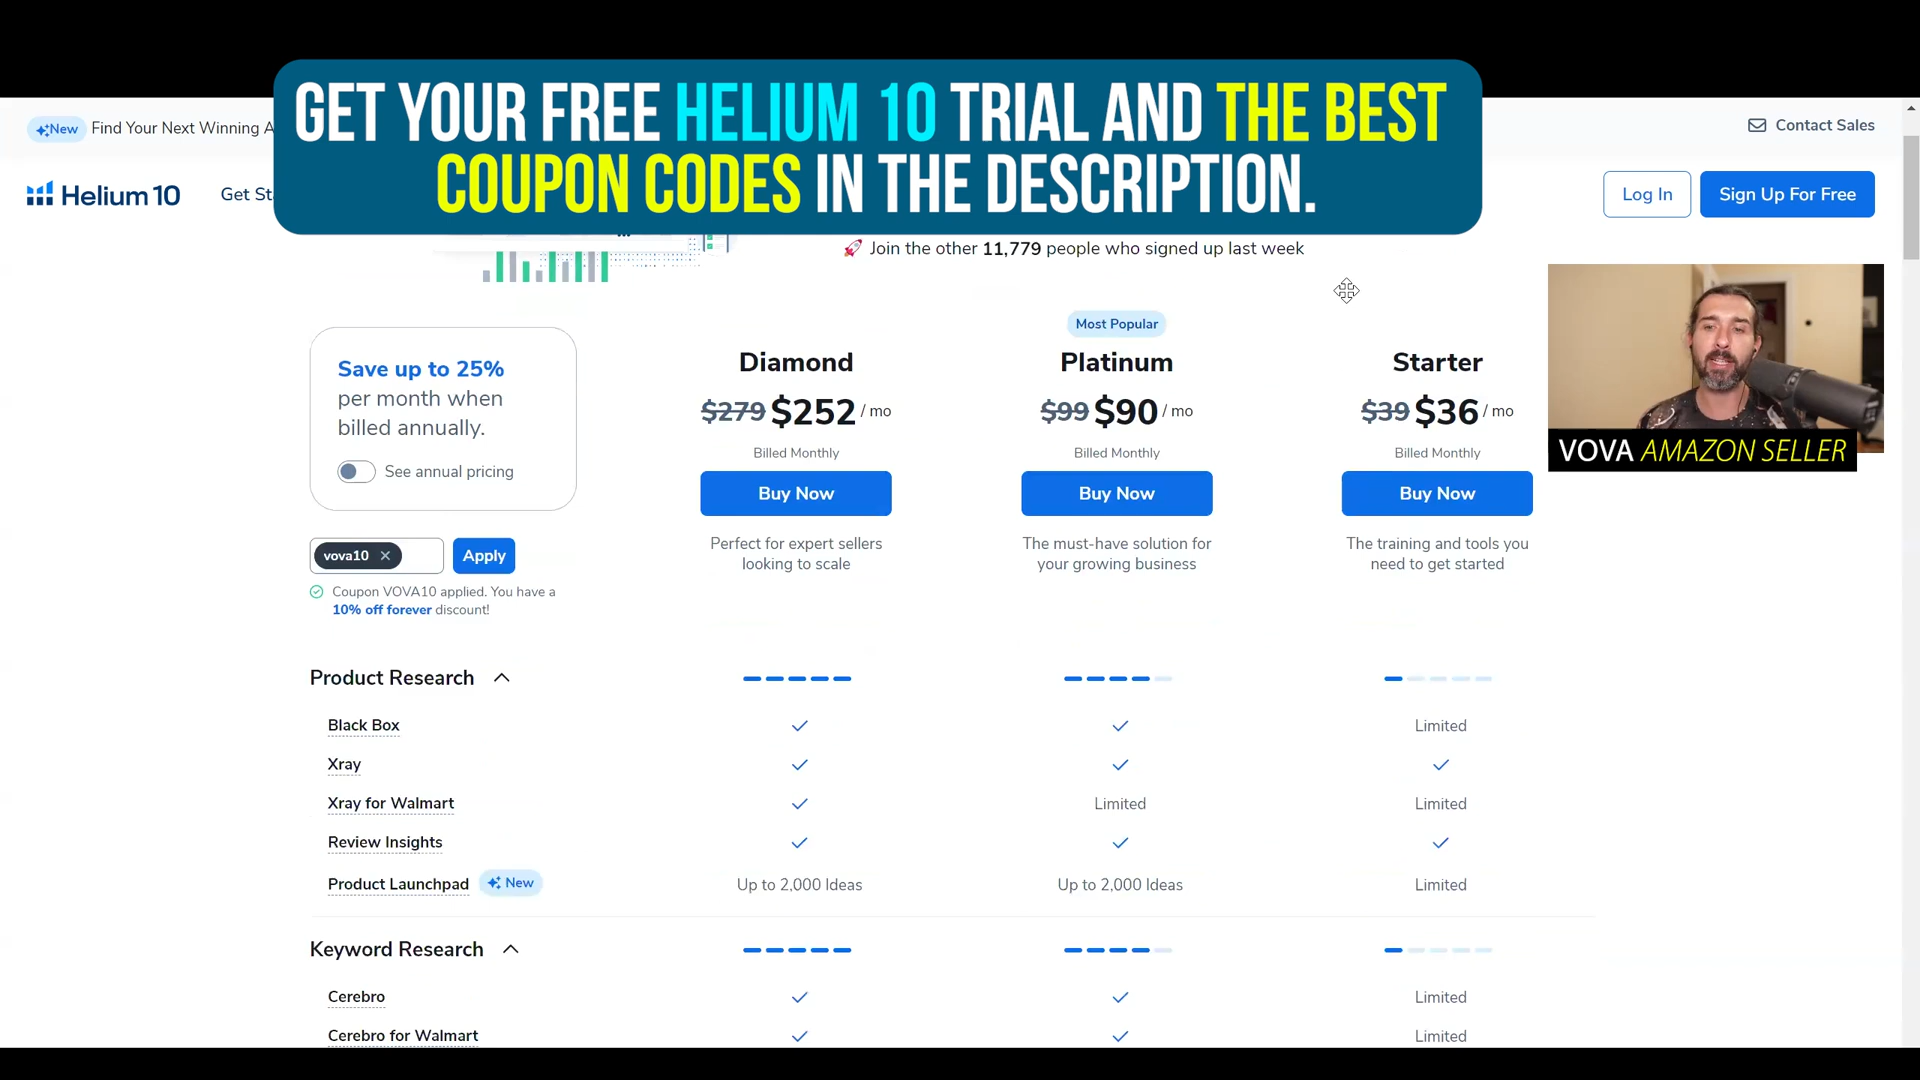 GET YOUR FREE HELIUM 10 TRIAL AND THE BEST
COUPON CODES IN THE DESCRIPTION.
New Find Your Next Winning A
Contact Sales
Helium 10
Get Sta
Log In
Sign Up For Free
Join the other 11,779 people who signed up last week
Save up to 25%
per month when
billed annually.
See annual pricing
vova10
Apply
Coupon VOVA10 applied. You have a
10% off forever discount!
Diamond
$279 $252 / mo
Billed Monthly
Buy Now
Perfect for expert sellers
looking to scale
Most Popular
Platinum
$99 $90 / mo
Billed Monthly
Buy Now
The must-have solution for
your growing business
Starter
$39 $36 / mo
Billed Monthly
Buy Now
The training and tools you
need to get started
VOVA AMAZON SELLER
Product Research
Black Box Limited
Xray
Xray for Walmart Limited Limited
Review Insights
Product Launchpad New Up to 2,000 Ideas Up to 2,000 Ideas Limited
Keyword Research
Cerebro Limited
Cerebro for Walmart Limited